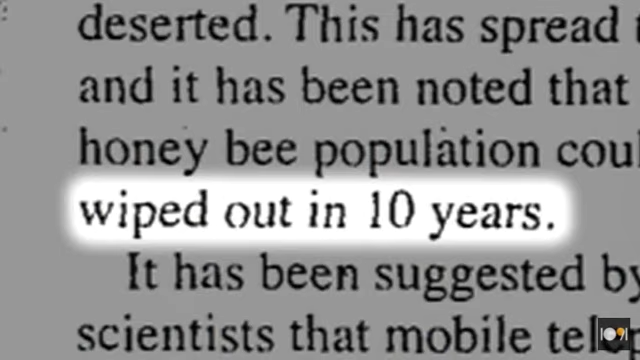 deserted. This has spread
and it has been noted that
honey bee population
wiped out in 10 years.
It has been suggested by
scientists that mobile